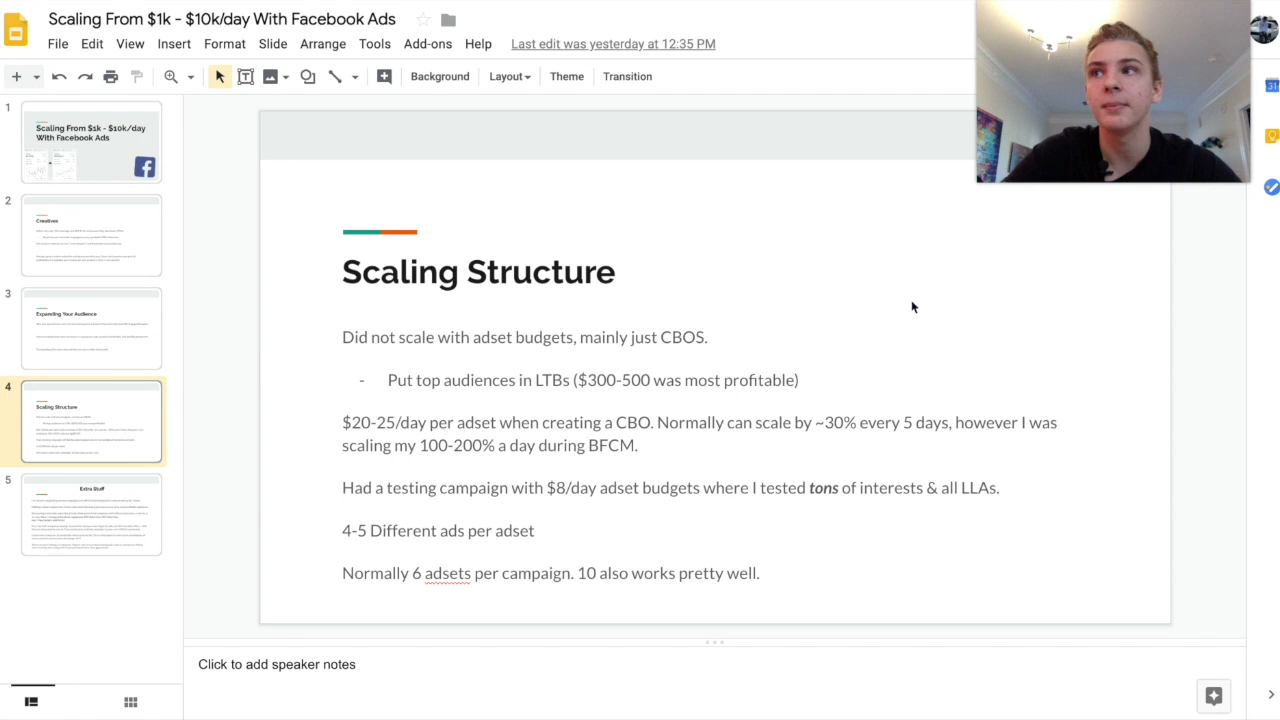 Scaling From $1k - $10k/day With Facebook Ads
File Edit View Insert Format Slide Arrange Tools Add-ons Help Last edit was yesterday at 12:35 PM
Background Layout Theme Transition
31
1
Scaling From $1k - $10k/day
With Facebook Ads
2
Creatives
3
Expanding Your Audience
4
Scaling Structure
5
Extra Stuff
Scaling Structure
Did not scale with adset budgets, mainly just CBOS.
- Put top audiences in LTBs ($300-500 was most profitable)
$20-25/day per adset when creating a CBO. Normally can scale by ~30% every 5 days, however I was
scaling my 100-200% a day during BFCM.
Had a testing campaign with $8/day adset budgets where I tested tons of interests & all LLAs.
4-5 Different ads per adset
Normally 6 adsets per campaign. 10 also works pretty well.
Click to add speaker notes